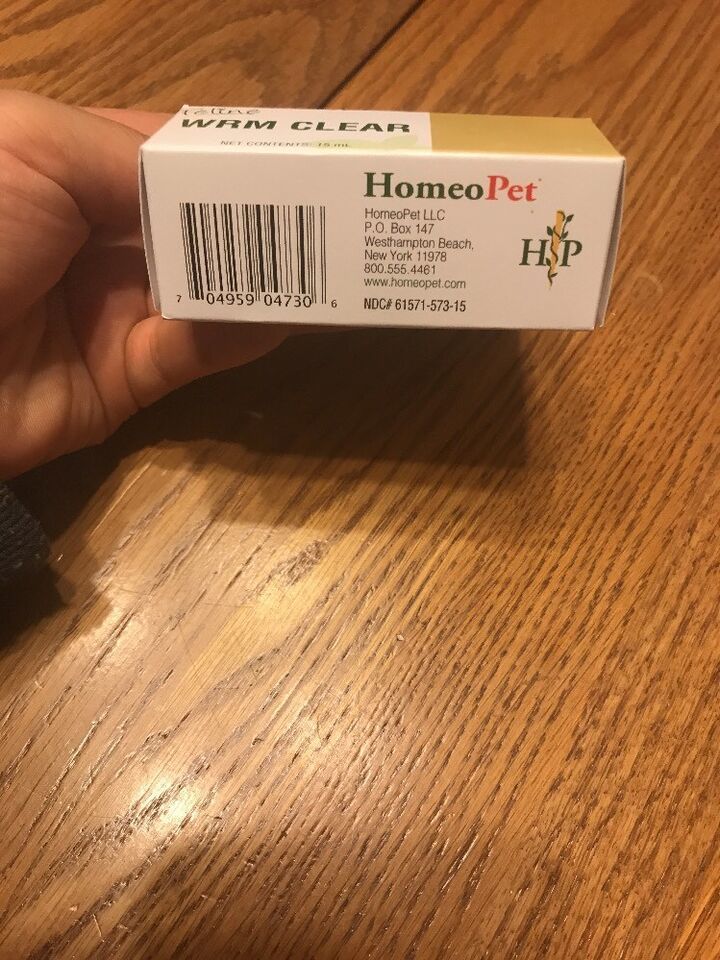 feline
WRM CLEAR
NET CONTENTS: 15 mL
HomeoPet
HomeoPet LLC
P.O. Box 147
Westhampton Beach,
New York 11978
800.555.4461
www.homeopet.com
NDC# 61571-573-15
HP
7 04959 04730 6